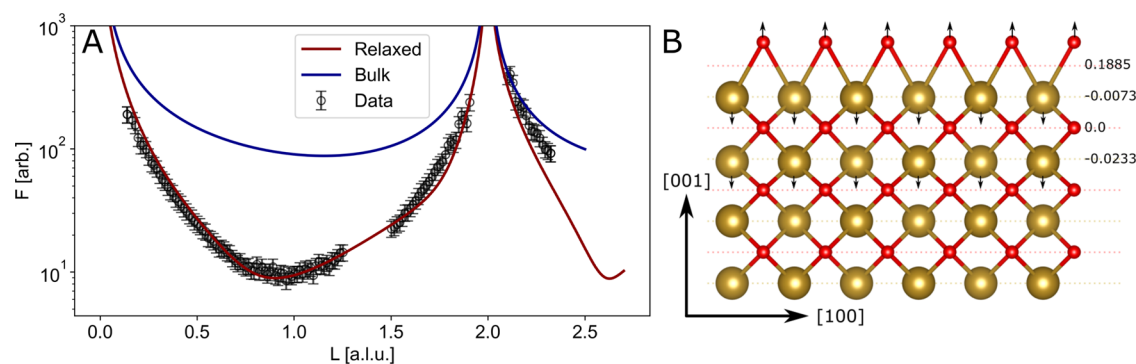 A
10³
10²
10¹
F [arb.]
Relaxed
Bulk
Data
0.0
0.5
1.0
1.5
2.0
2.5
L [a.l.u.]
B
0.1885
-0.0073
0.0
-0.0233
[001]
[100]